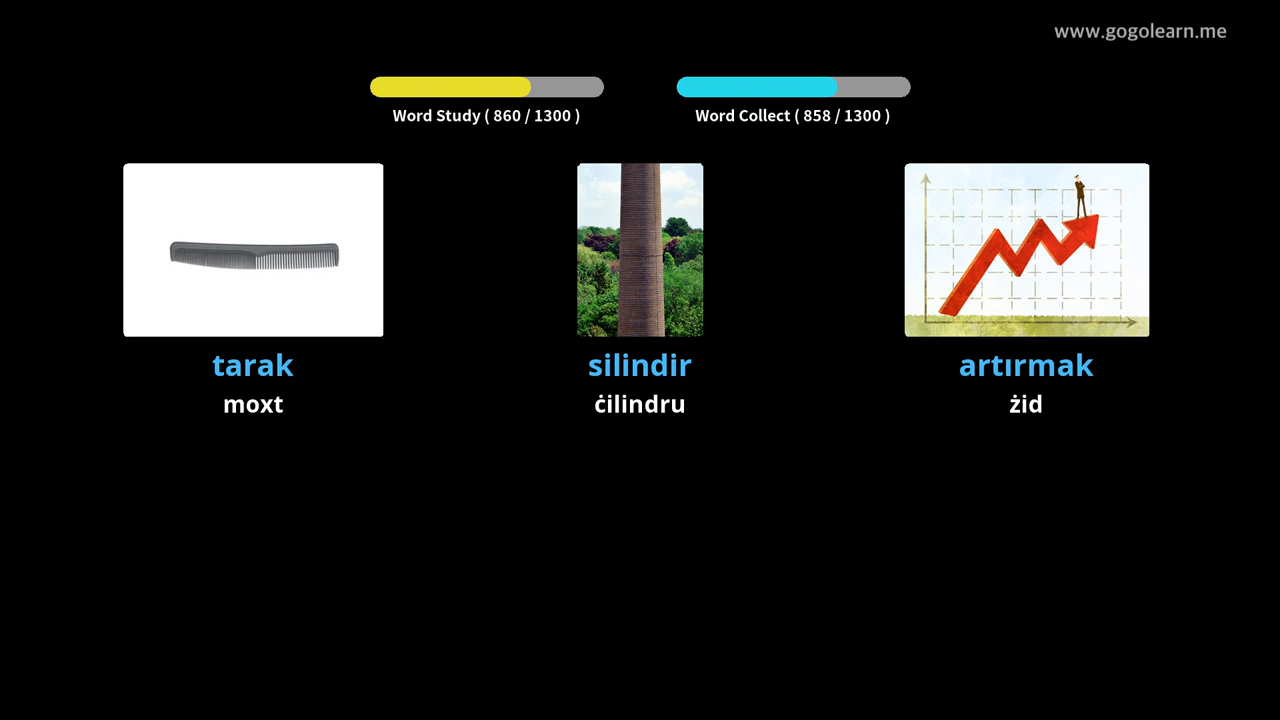 www.gogolearn.me
Word Study ( 860 / 1300 )
Word Collect ( 858 / 1300 )
tarak
moxt
silindir
ċilindru
artırmak
żid